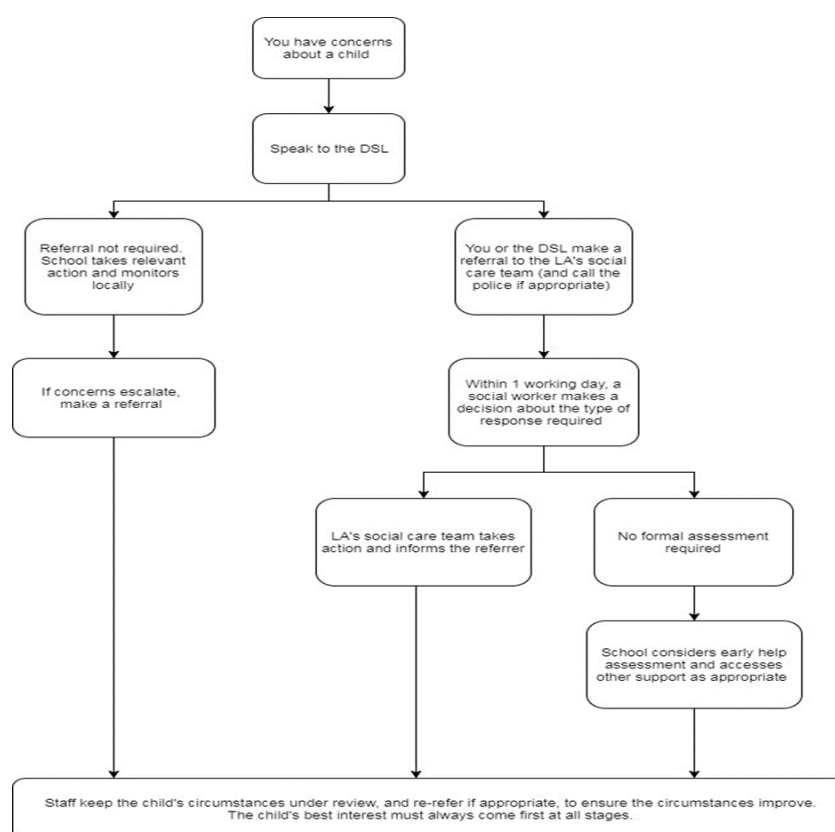 You have concerns
about a child
Speak to the DSL
Referral not required.
School takes relevant
action and monitors
locally
You or the DSL make a
referral to the LA's social
care team (and call the
police if appropriate)
If concerns escalate,
make a referral
Within 1 working day, a
social worker makes a
decision about the type of
response required
LA's social care team takes
action and informs the referrer
No formal assessment
required
School considers early help
assessment and accesses
other support as appropriate
Staff keep the child's circumstances under review, and re-refer if appropriate, to ensure the circumstances improve.
The child's best interest must always come first at all stages.